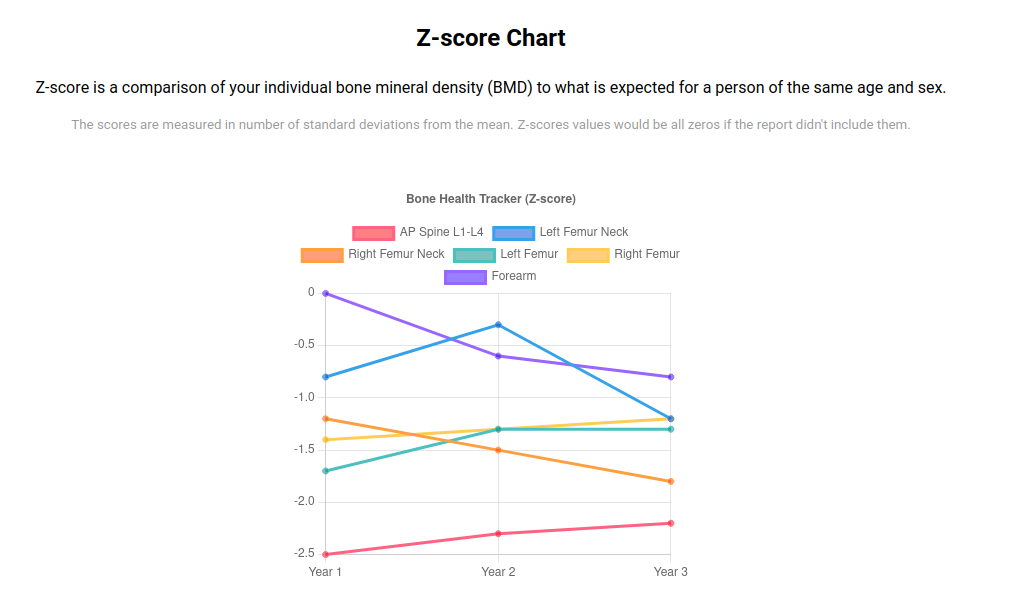 Z-score Chart
Z-score is a comparison of your individual bone mineral density (BMD) to what is expected for a person of the same age and sex.
The scores are measured in number of standard deviations from the mean. Z-scores values would be all zeros if the report didn't include them.
Bone Health Tracker (Z-score)
AP Spine L1-L4 Left Femur Neck
Right Femur Neck Left Femur Right Femur
Forearm
0
-0.5
-1.0
-1.5
-2.0
-2.5
Year 1 Year 2 Year 3